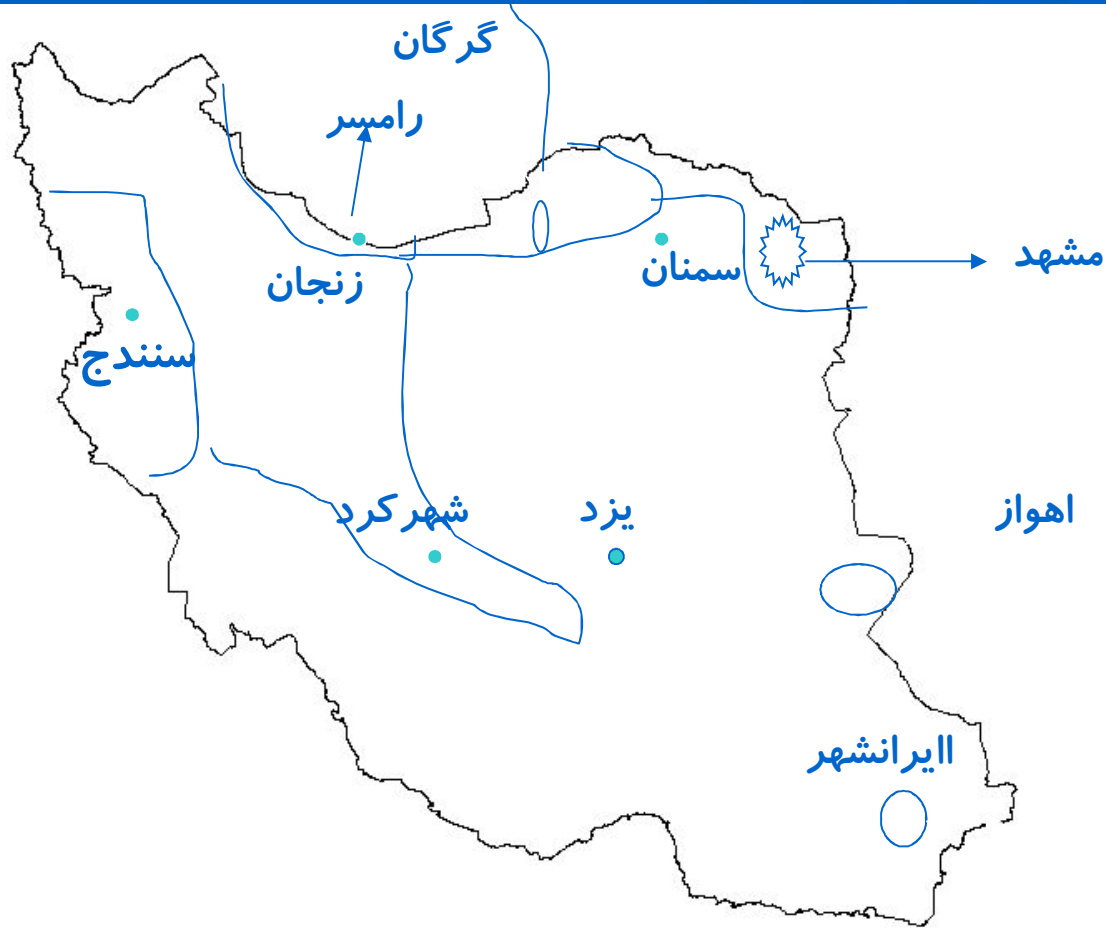 گرگان
رامسر
مشهد
سمنان
زنجان
سنندج
اهواز
یزد
شهرکرد
اایرانشهر